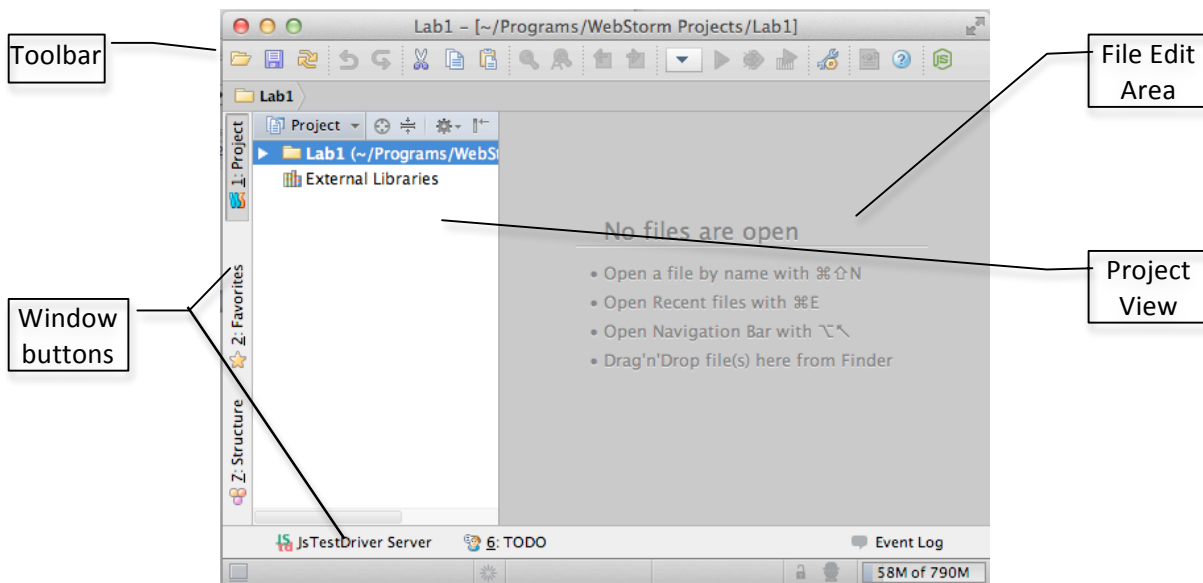 Lab1 – [~/Programs/WebStorm Projects/Lab1]
Toolbar
File Edit
Area
Lab1
1: Project
Project
Lab1 (~/Programs/WebSt
External Libraries
No files are open
• Open a file by name with ⌘⇧N
• Open Recent files with ⌘E
• Open Navigation Bar with ⌥↖
• Drag'n'Drop file(s) here from Finder
Project
View
2: Favorites
Window
buttons
Z: Structure
JsTestDriver Server
6: TODO
Event Log
58M of 790M